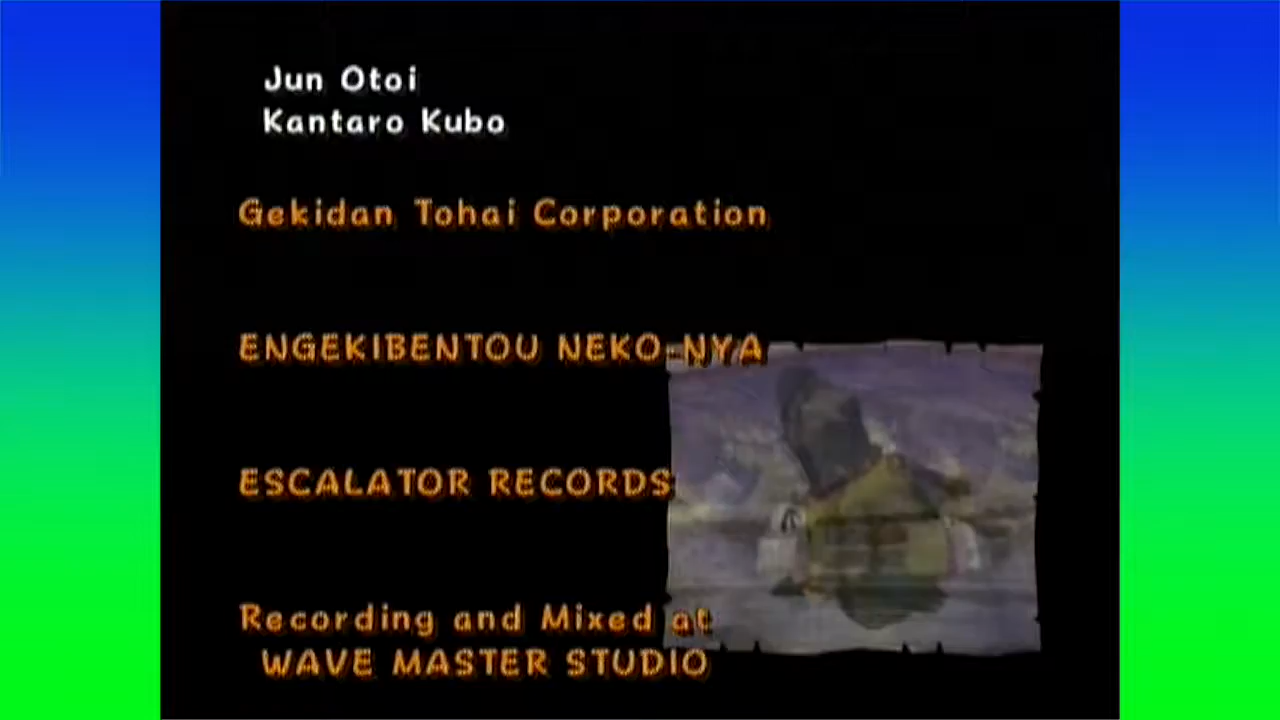 Jun Otoi
Kantaro Kubo
Gekidan Tohai Corporation
ENGEKIBENTOU NEKO-NYA
ESCALATOR RECORDS
Recording and Mixed at
WAVE MASTER STUDIO